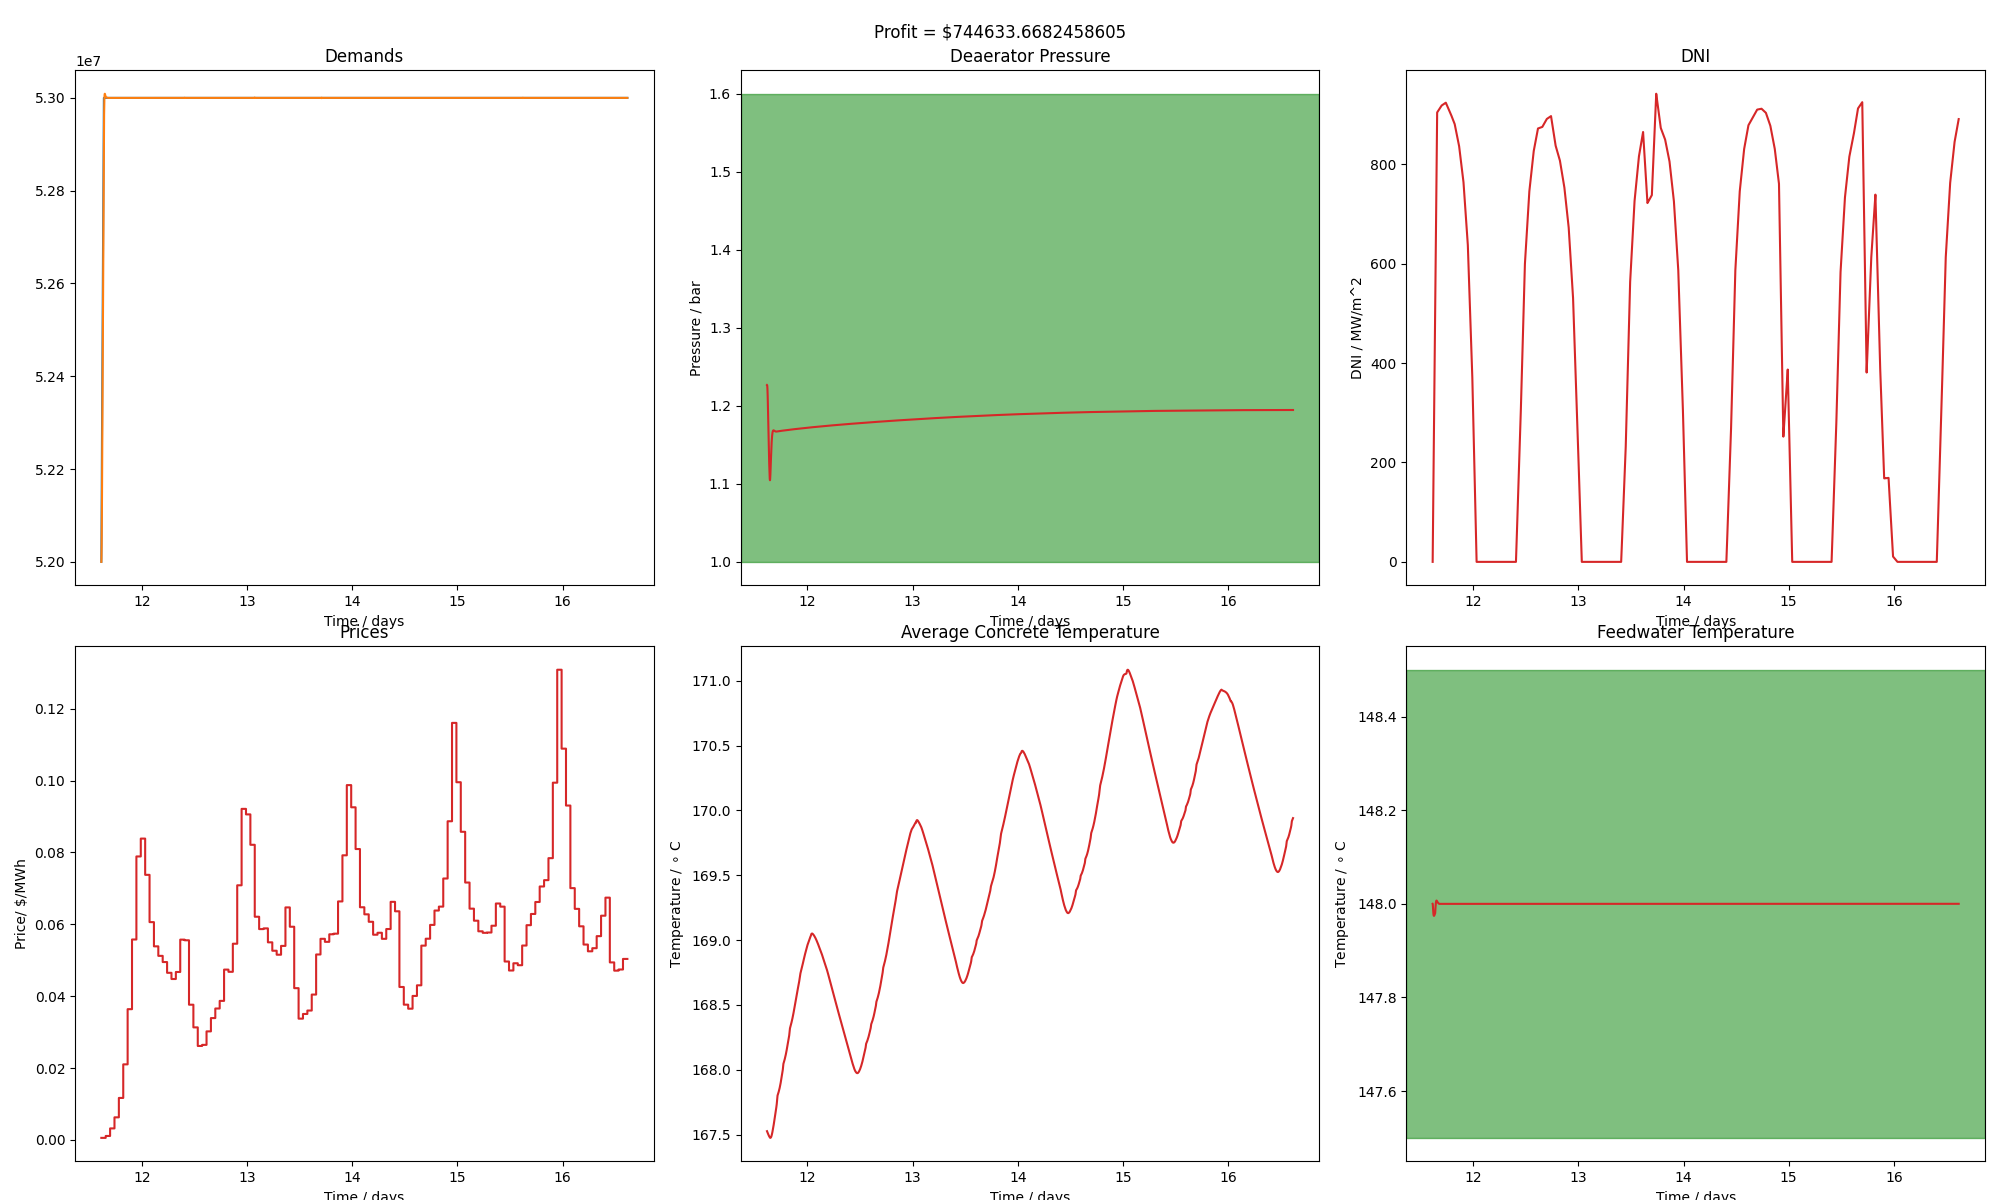 Profit = $744633.6682458605
Demands
1e7
5.30
5.28
5.26
5.24
5.22
5.20
12 13 14 15 16
Time / days
Deaerator Pressure
Pressure / bar
1.6
1.5
1.4
1.3
1.2
1.1
1.0
12 13 14 15 16
Time / days
DNI
DNI / MW/m^2
800
600
400
200
0
12 13 14 15 16
Time / days
Prices
Price/ $/MWh
0.12
0.10
0.08
0.06
0.04
0.02
0.00
12 13 14 15 16
Time / days
Average Concrete Temperature
Temperature / ∘ C
171.0
170.5
170.0
169.5
169.0
168.5
168.0
167.5
12 13 14 15 16
Time / days
Feedwater Temperature
Temperature / ∘ C
148.4
148.2
148.0
147.8
147.6
12 13 14 15 16
Time / days